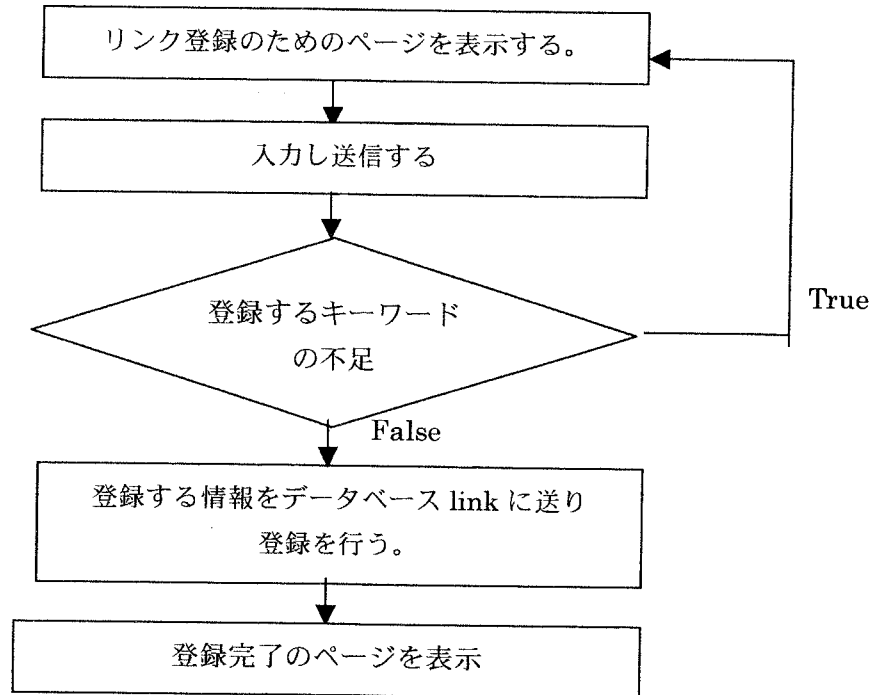 リンク登録のためのページを表示する。
入力し送信する
登録するキーワード
の不足
True
False
登録する情報をデータベース link に送り
登録を行う。
登録完了のページを表示